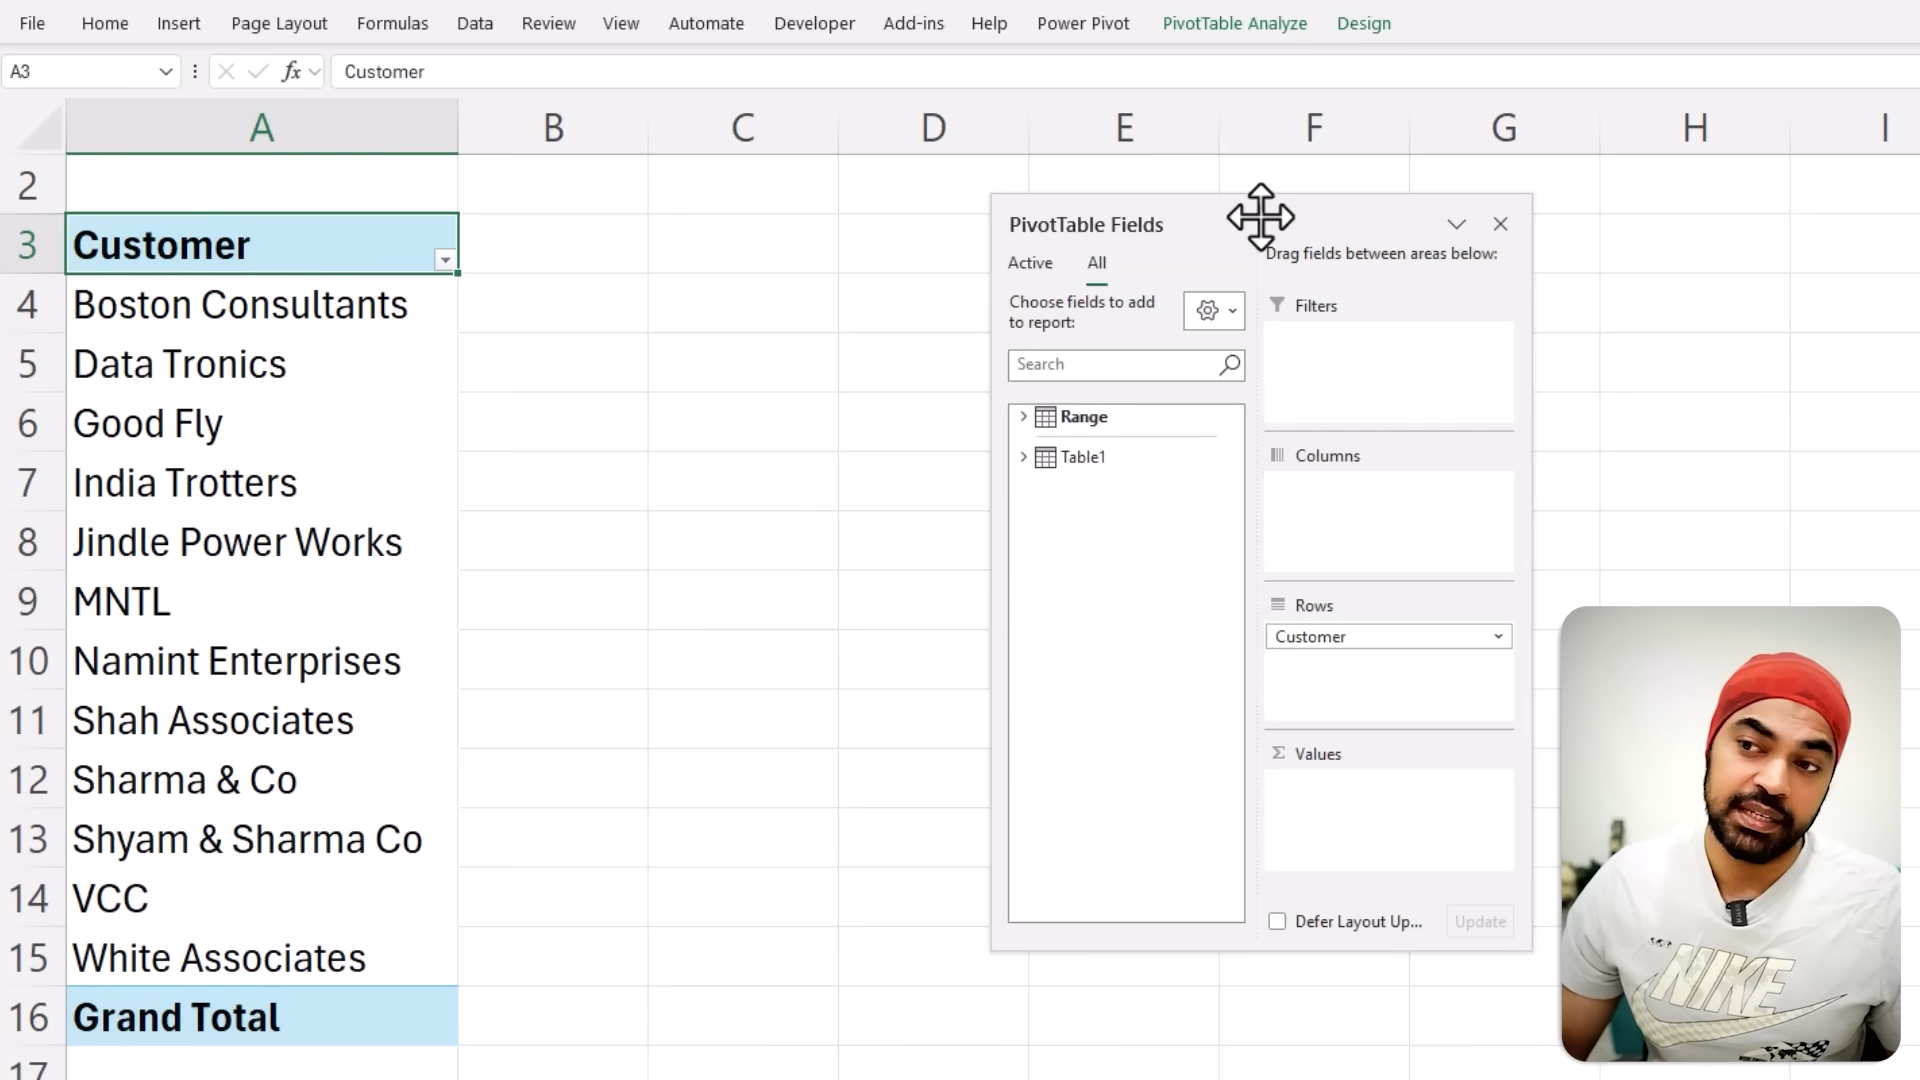 File Home Insert Page Layout Formulas Data Review View Automate Developer Add-ins Help Power Pivot PivotTable Analyze Design
A3 fx Customer
A B C D E F G H I
2
3 Customer
4 Boston Consultants
5 Data Tronics
6 Good Fly
7 India Trotters
8 Jindle Power Works
9 MNTL
10 Namint Enterprises
11 Shah Associates
12 Sharma & Co
13 Shyam & Sharma Co
14 VCC
15 White Associates
16 Grand Total
17
PivotTable Fields
Active All
Choose fields to add
to report:
Search
Range
Table1
Drag fields between areas below:
Filters
Columns
Rows
Customer
Σ Values
Defer Layout Up... Update
NIKE